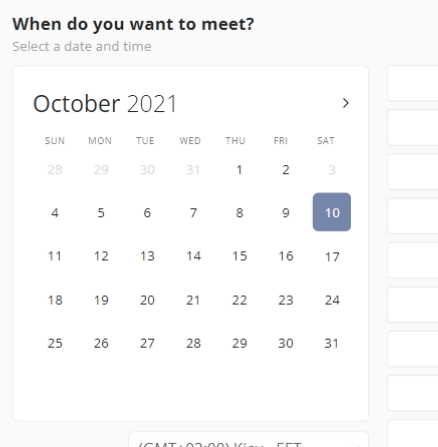 When do you want to meet?
Select a date and time
October 2021
SUN MON TUE WED THU FRI SAT
28 29 30 31 1 2 3
4 5 6 7 8 9 10
11 12 13 14 15 16 17
18 19 20 21 22 23 24
25 26 27 28 29 30 31